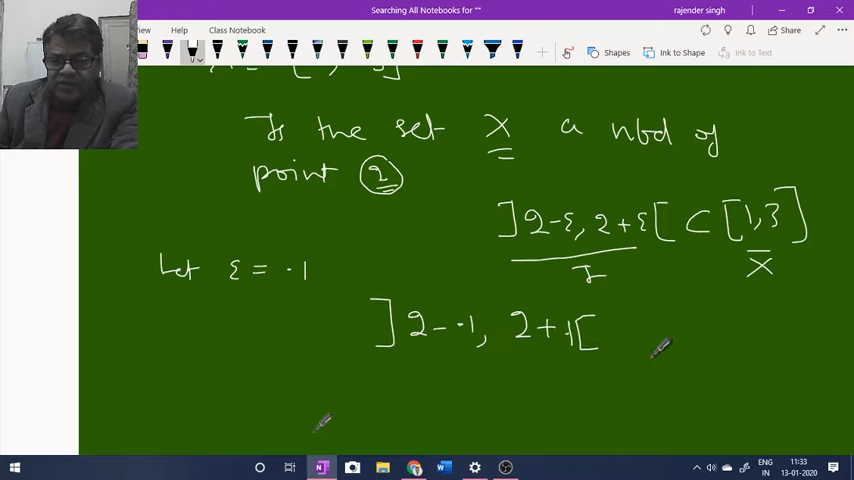 Searching All Notebooks for ""
rajender singh
View Help Class Notebook
Share
Shapes Ink to Shape Ink to Text
Is the set X a nbd of
point 2
]2-ε, 2+ε[ ⊂ [1,3]
I X
Let ε = .1
]2-.1, 2+.1[
ENG
IN
11:33
13-01-2020